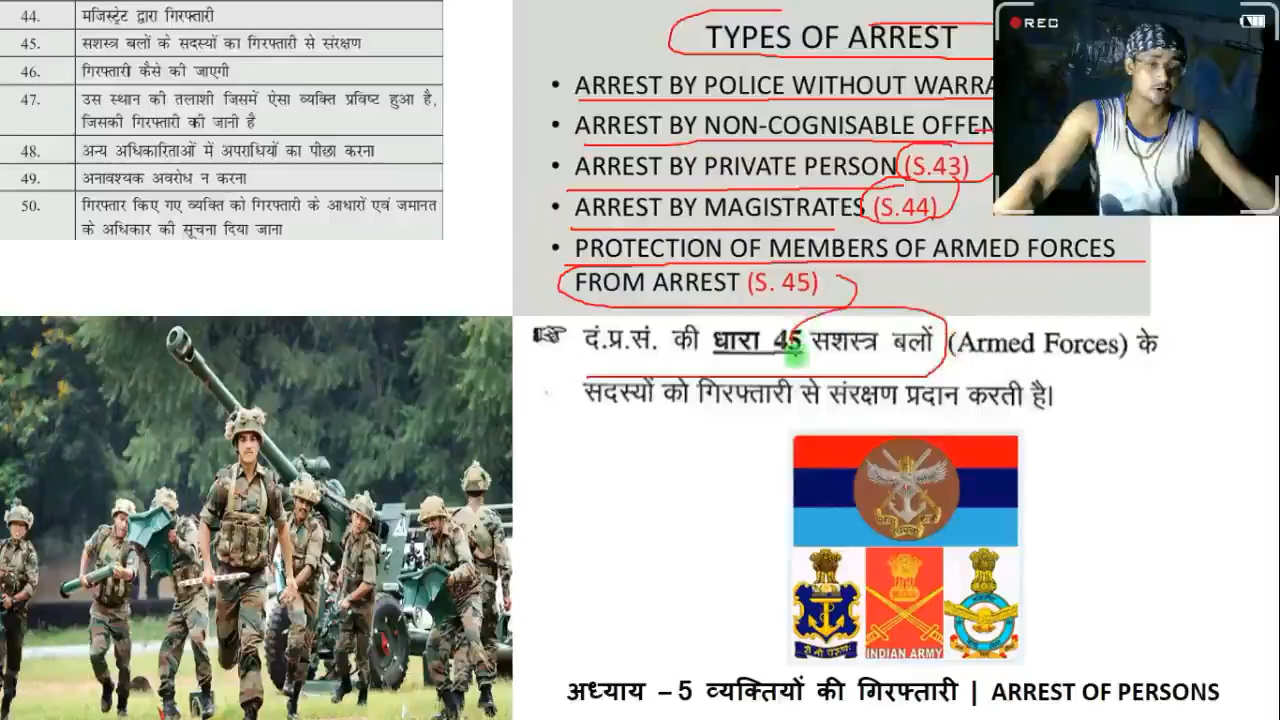 44. मजिस्ट्रेट द्वारा गिरफ्तारी
45. सशस्त्र बलों के सदस्यों का गिरफ्तारी से संरक्षण
46. गिरफ्तारी कैसे की जाएगी
47. उस स्थान की तलाशी जिसमें ऐसा व्यक्ति प्रविष्ट हुआ है,
जिसकी गिरफ्तारी की जानी है
48. अन्य अधिकारिताओं में अपराधियों का पीछा करना
49. अनावश्यक अवरोध न करना
50. गिरफ्तार किए गए व्यक्ति को गिरफ्तारी के आधारों एवं जमानत
के अधिकार की सूचना दिया जाना
TYPES OF ARREST
• ARREST BY POLICE WITHOUT WARRA
• ARREST BY NON-COGNISABLE OFFEN
• ARREST BY PRIVATE PERSON (S.43)
• ARREST BY MAGISTRATES (S.44)
• PROTECTION OF MEMBERS OF ARMED FORCES
FROM ARREST (S. 45)
REC
दं.प्र.सं. की धारा 45 सशस्त्र बलों (Armed Forces) के
सदस्यों को गिरफ्तारी से संरक्षण प्रदान करती है।
INDIAN ARMY
अध्याय – 5 व्यक्तियों की गिरफ्तारी | ARREST OF PERSONS